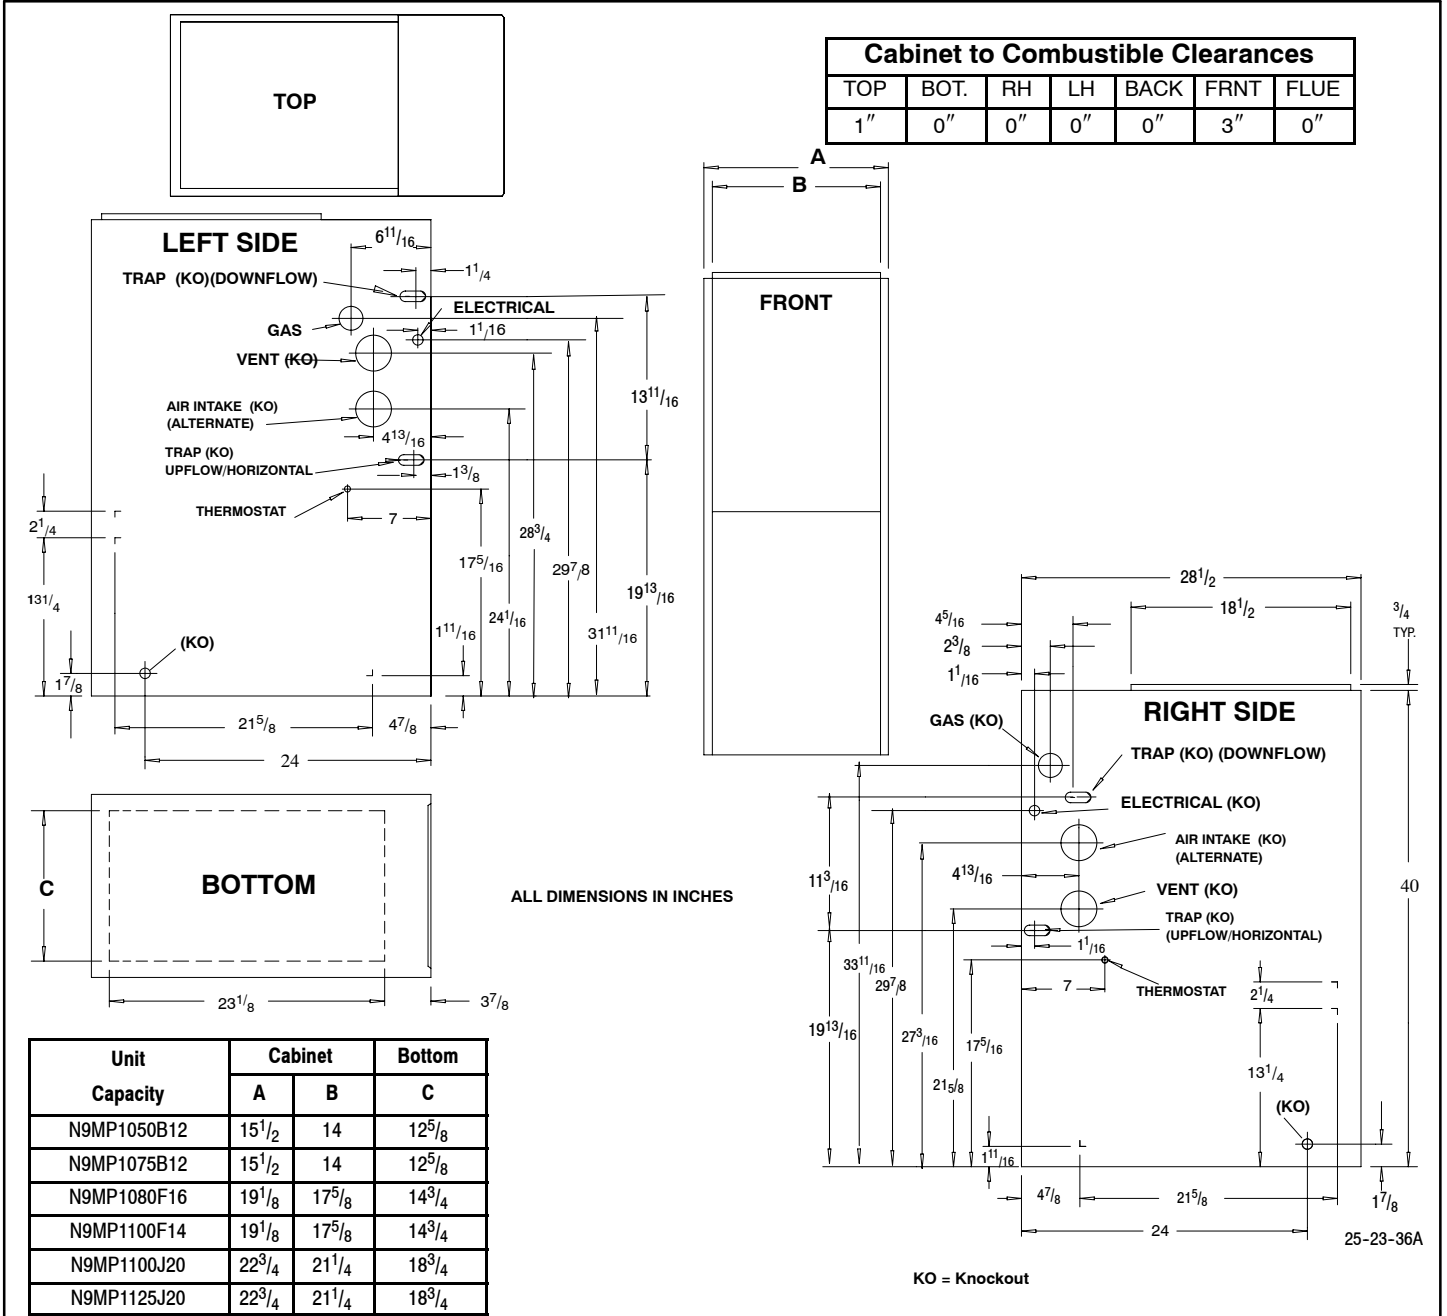 TOP
Cabinet to Combustible Clearances
TOP BOT. RH LH BACK FRNT FLUE
1″ 0″ 0″ 0″ 0″ 3″ 0″
A
B
FRONT
LEFT SIDE
6 11/16
TRAP (KO)(DOWNFLOW)
1 1/4
ELECTRICAL
GAS
1 1/16
VENT (KO)
13 11/16
AIR INTAKE (KO)
(ALTERNATE)
4 13/16
TRAP (KO)
UPFLOW/HORIZONTAL
1 3/8
THERMOSTAT
7
2 1/4
28 3/4
17 5/16
29 7/8
19 13/16
131/4
24 1/16
31 11/16
1 11/16
(KO)
1 7/8
21 5/8
4 7/8
24
C
BOTTOM
23 1/8
3 7/8
ALL DIMENSIONS IN INCHES
28 1/2
18 1/2
3/4
TYP.
4 5/16
2 3/8
1 1/16
RIGHT SIDE
GAS (KO)
TRAP (KO) (DOWNFLOW)
ELECTRICAL (KO)
AIR INTAKE (KO)
(ALTERNATE)
11 3/16
4 13/16
40
VENT (KO)
TRAP (KO)
(UPFLOW/HORIZONTAL)
1 1/16
33 11/16
29 7/8
7
THERMOSTAT
2 1/4
19 13/16
27 3/16
17 5/16
21 5/8
13 1/4
(KO)
1 11/16
4 7/8
21 5/8
1 7/8
24
25-23-36A
KO = Knockout
Unit Cabinet Bottom
Capacity A B C
N9MP1050B12 15 1/2 14 12 5/8
N9MP1075B12 15 1/2 14 12 5/8
N9MP1080F16 19 1/8 17 5/8 14 3/4
N9MP1100F14 19 1/8 17 5/8 14 3/4
N9MP1100J20 22 3/4 21 1/4 18 3/4
N9MP1125J20 22 3/4 21 1/4 18 3/4